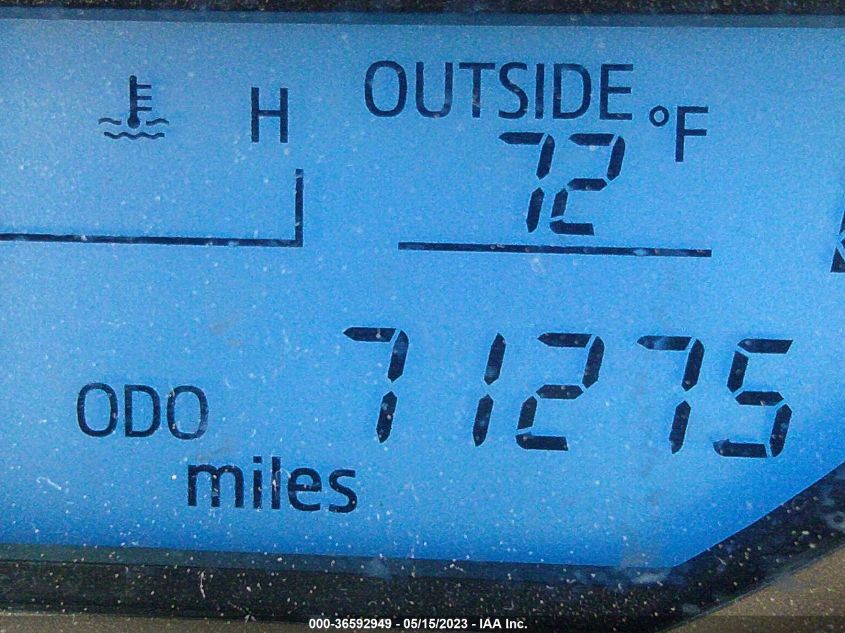 H
OUTSIDE
72 °F
71275
ODO
miles
000-36592949 - 05/15/2023 - IAA Inc.